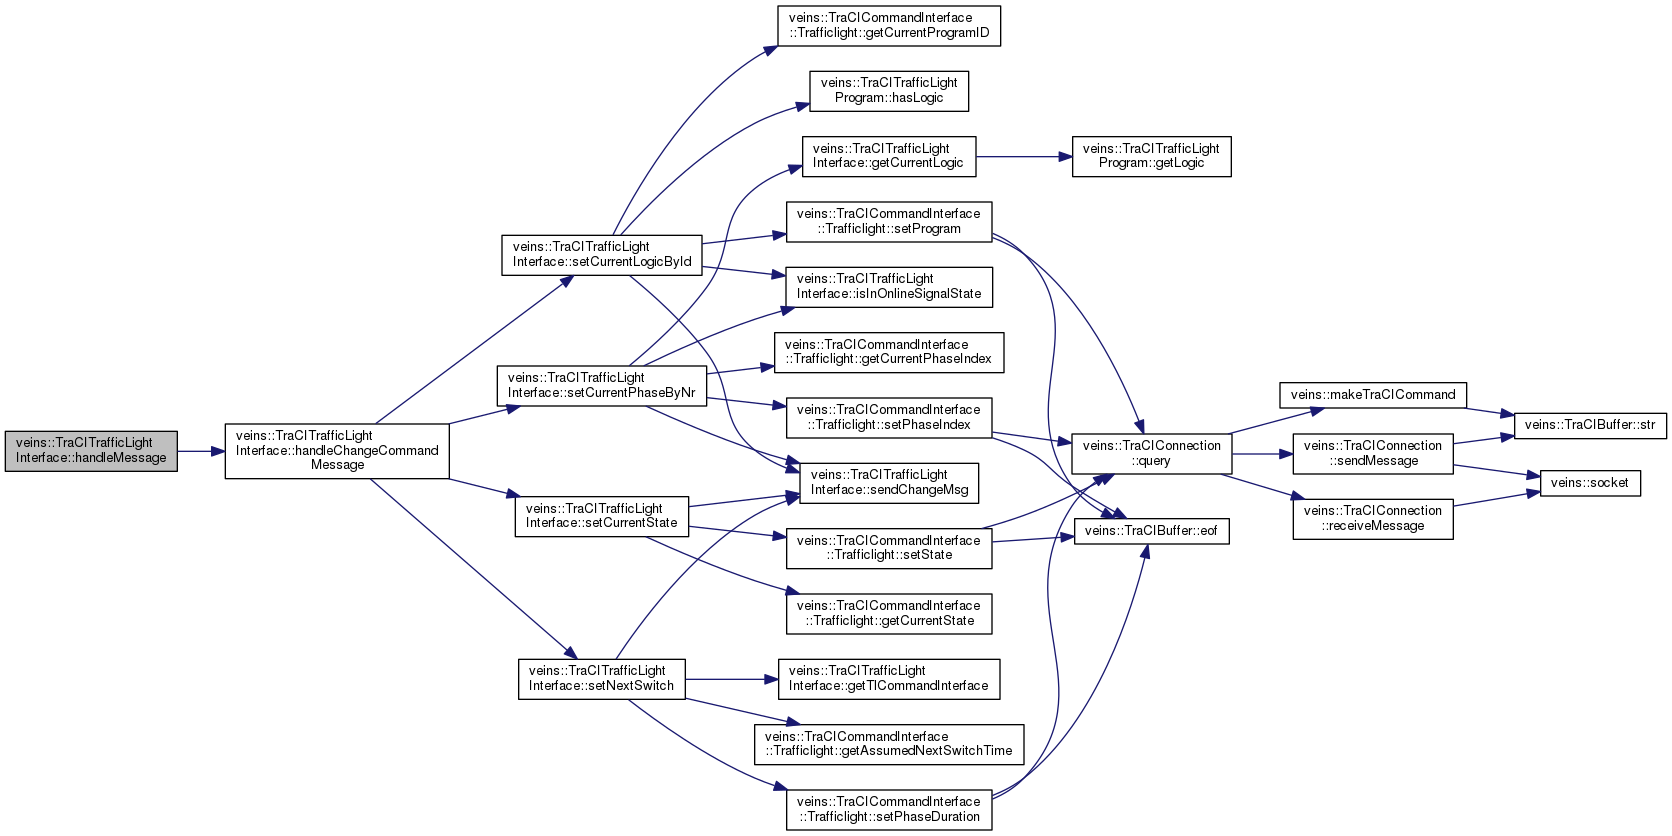 veins::TraCITrafficLight
Interface::handleMessage
veins::TraCITrafficLight
Interface::handleChangeCommand
Message
veins::TraCITrafficLight
Interface::setCurrentLogicById
veins::TraCITrafficLight
Interface::setCurrentPhaseByNr
veins::TraCITrafficLight
Interface::setCurrentState
veins::TraCITrafficLight
Interface::setNextSwitch
veins::TraCICommandInterface
::Trafficlight::getCurrentProgramID
veins::TraCITrafficLight
Program::hasLogic
veins::TraCITrafficLight
Interface::getCurrentLogic
veins::TraCICommandInterface
::Trafficlight::setProgram
veins::TraCITrafficLight
Interface::isInOnlineSignalState
veins::TraCICommandInterface
::Trafficlight::getCurrentPhaseIndex
veins::TraCICommandInterface
::Trafficlight::setPhaseIndex
veins::TraCITrafficLight
Interface::sendChangeMsg
veins::TraCICommandInterface
::Trafficlight::setState
veins::TraCICommandInterface
::Trafficlight::getCurrentState
veins::TraCITrafficLight
Interface::getTlCommandInterface
veins::TraCICommandInterface
::Trafficlight::getAssumedNextSwitchTime
veins::TraCICommandInterface
::Trafficlight::setPhaseDuration
veins::TraCITrafficLight
Program::getLogic
veins::TraCIConnection
::query
veins::TraCIBuffer::eof
veins::makeTraCICommand
veins::TraCIConnection
::sendMessage
veins::TraCIConnection
::receiveMessage
veins::TraCIBuffer::str
veins::socket